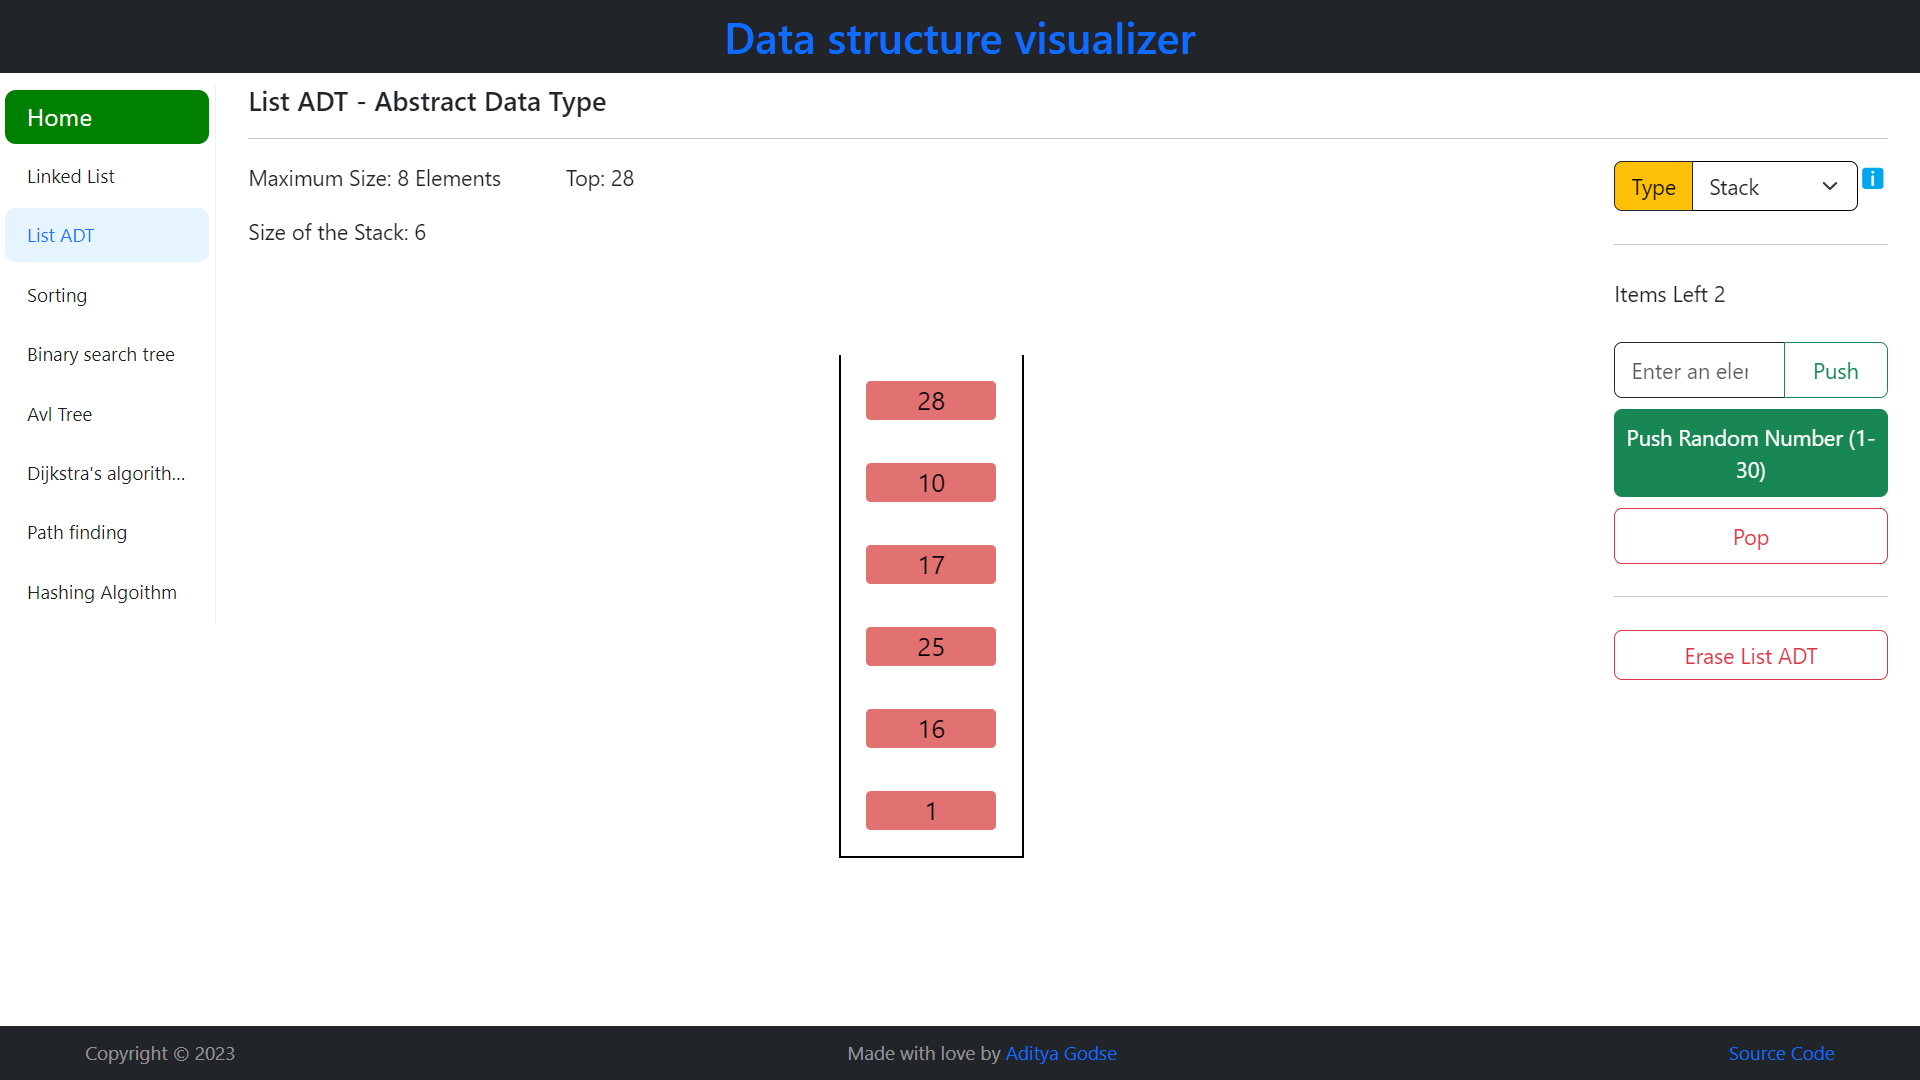 Data structure visualizer
Home
Linked List
List ADT
Sorting
Binary search tree
Avl Tree
Dijkstra's algorith...
Path finding
Hashing Algoithm
List ADT - Abstract Data Type
Maximum Size: 8 Elements
Top: 28
Size of the Stack: 6
28
10
17
25
16
1
Type
Stack
i
Items Left 2
Enter an eler
Push
Push Random Number (1-
30)
Pop
Erase List ADT
Copyright © 2023
Made with love by Aditya Godse
Source Code